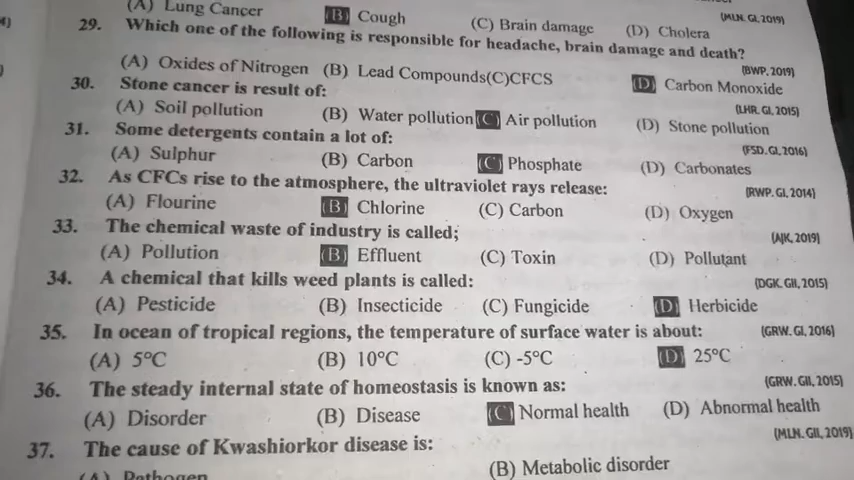 (A) Lung Cancer (B) Cough (C) Brain damage (D) Cholera (MLN. GI, 2019)
29. Which one of the following is responsible for headache, brain damage and death?
(BWP, 2019)
(A) Oxides of Nitrogen (B) Lead Compounds(C)CFCS (D) Carbon Monoxide
30. Stone cancer is result of: (LHR. GI, 2015)
(A) Soil pollution (B) Water pollution (C) Air pollution (D) Stone pollution
31. Some detergents contain a lot of: (FSD.GI, 2016)
(A) Sulphur (B) Carbon (C) Phosphate (D) Carbonates
32. As CFCs rise to the atmosphere, the ultraviolet rays release: (RWP. GI, 2014)
(A) Flourine (B) Chlorine (C) Carbon (D) Oxygen
33. The chemical waste of industry is called; (AJK, 2019)
(A) Pollution (B) Effluent (C) Toxin (D) Pollutant
34. A chemical that kills weed plants is called: (DGK. GII, 2015)
(A) Pesticide (B) Insecticide (C) Fungicide (D) Herbicide
35. In ocean of tropical regions, the temperature of surface water is about: (GRW. GI, 2016)
(A) 5°C (B) 10°C (C) -5°C (D) 25°C
36. The steady internal state of homeostasis is known as: (GRW. GII, 2015)
(A) Disorder (B) Disease (C) Normal health (D) Abnormal health
37. The cause of Kwashiorkor disease is: (MLN. GII, 2019)
(A) Pathogen (B) Metabolic disorder